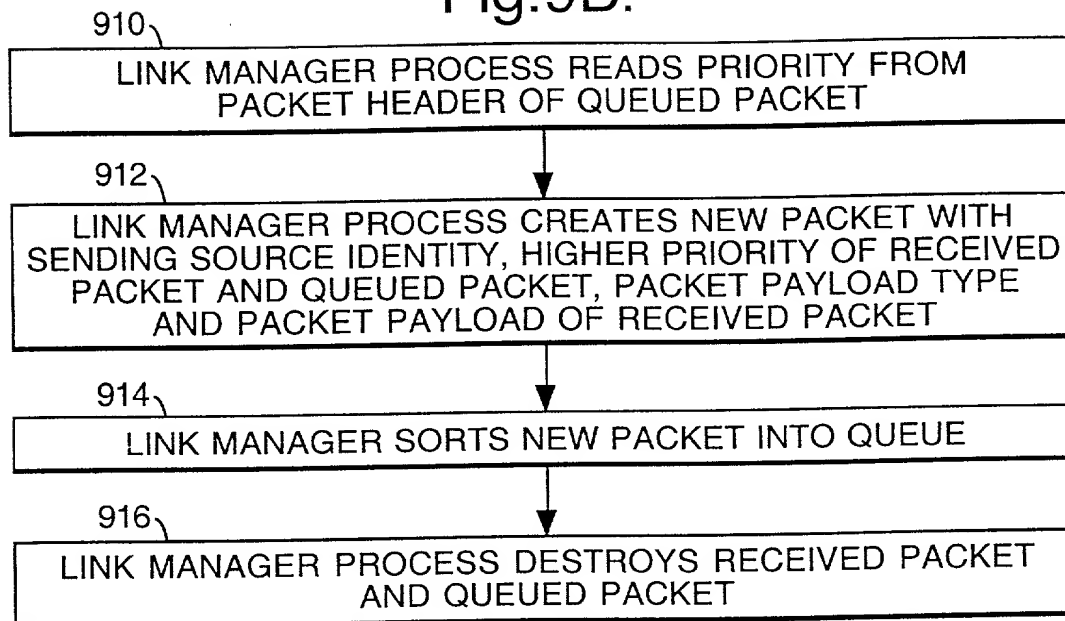 Fig.9B.
910
LINK MANAGER PROCESS READS PRIORITY FROM
PACKET HEADER OF QUEUED PACKET
912
LINK MANAGER PROCESS CREATES NEW PACKET WITH
SENDING SOURCE IDENTITY, HIGHER PRIORITY OF RECEIVED
PACKET AND QUEUED PACKET, PACKET PAYLOAD TYPE
AND PACKET PAYLOAD OF RECEIVED PACKET
914
LINK MANAGER SORTS NEW PACKET INTO QUEUE
916
LINK MANAGER PROCESS DESTROYS RECEIVED PACKET
AND QUEUED PACKET